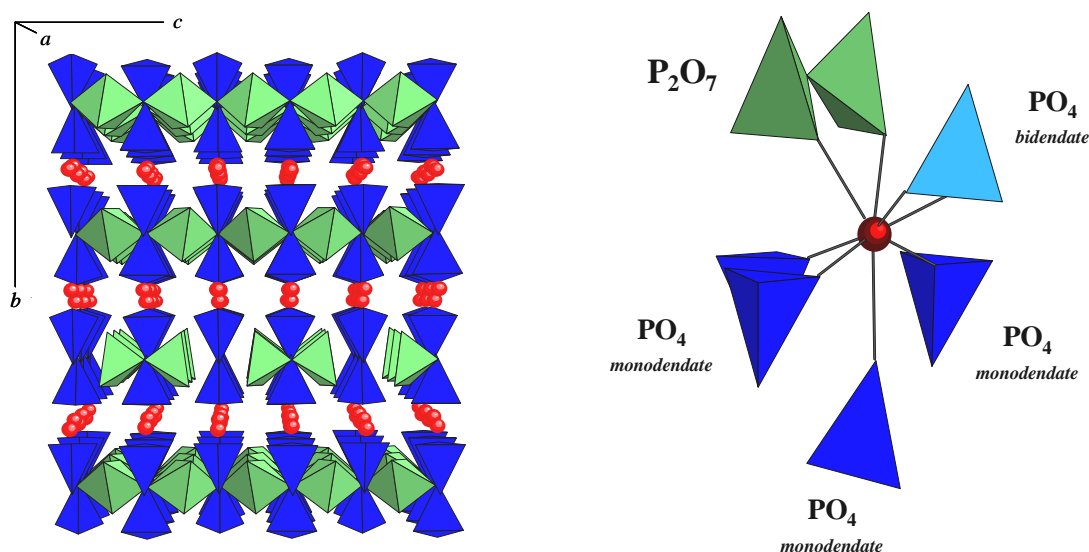 c
a
b
P₂O₇
PO₄
bidendate
PO₄
monodendate
PO₄
monodendate
PO₄
monodendate